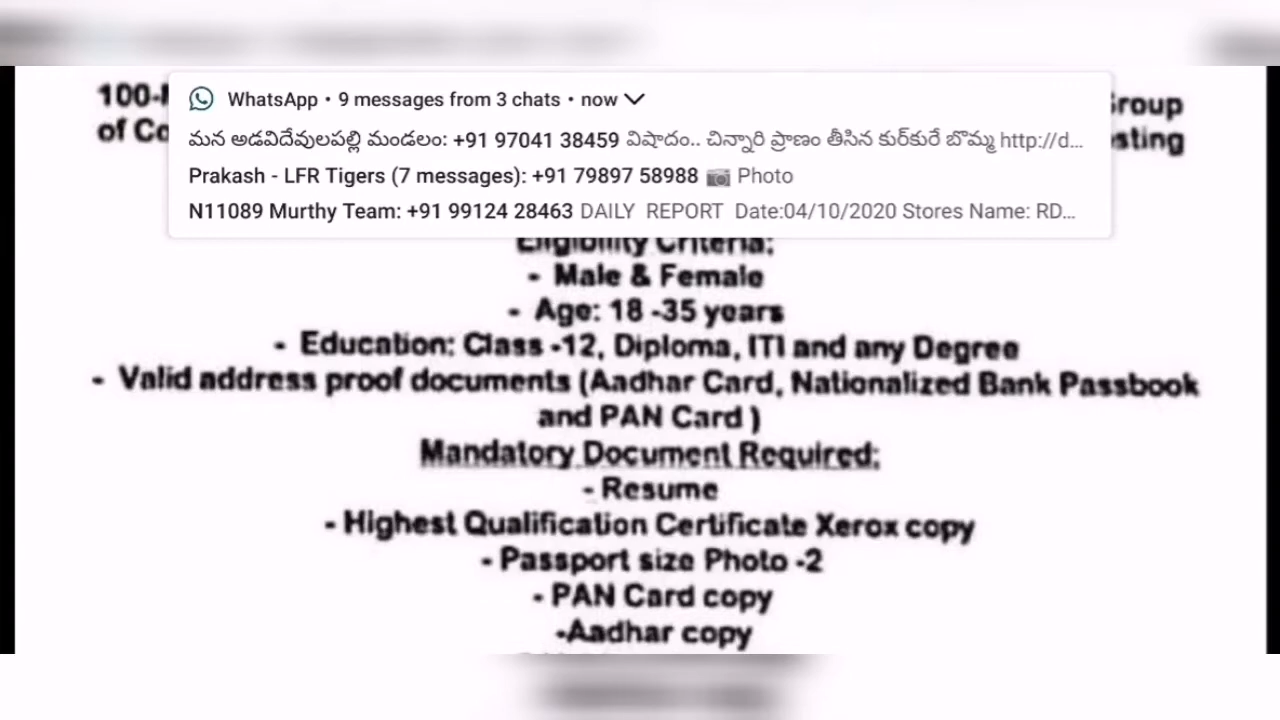 100-
Group
of Co
sting
WhatsApp • 9 messages from 3 chats • now
మన అడవిదేవులపల్లి మండలం: +91 97041 38459 విషాదం.. చిన్నారి ప్రాణం తీసిన కుర్‌కురే బొమ్మ http://d...
Prakash - LFR Tigers (7 messages): +91 79897 58988 📷 Photo
N11089 Murthy Team: +91 99124 28463 DAILY REPORT Date:04/10/2020 Stores Name: RD...
Eligibility Criteria:
- Male & Female
- Age: 18 -35 years
- Education: Class -12, Diploma, ITI and any Degree
- Valid address proof documents (Aadhar Card, Nationalized Bank Passbook
and PAN Card )
Mandatory Document Required:
- Resume
- Highest Qualification Certificate Xerox copy
- Passport size Photo -2
- PAN Card copy
-Aadhar copy